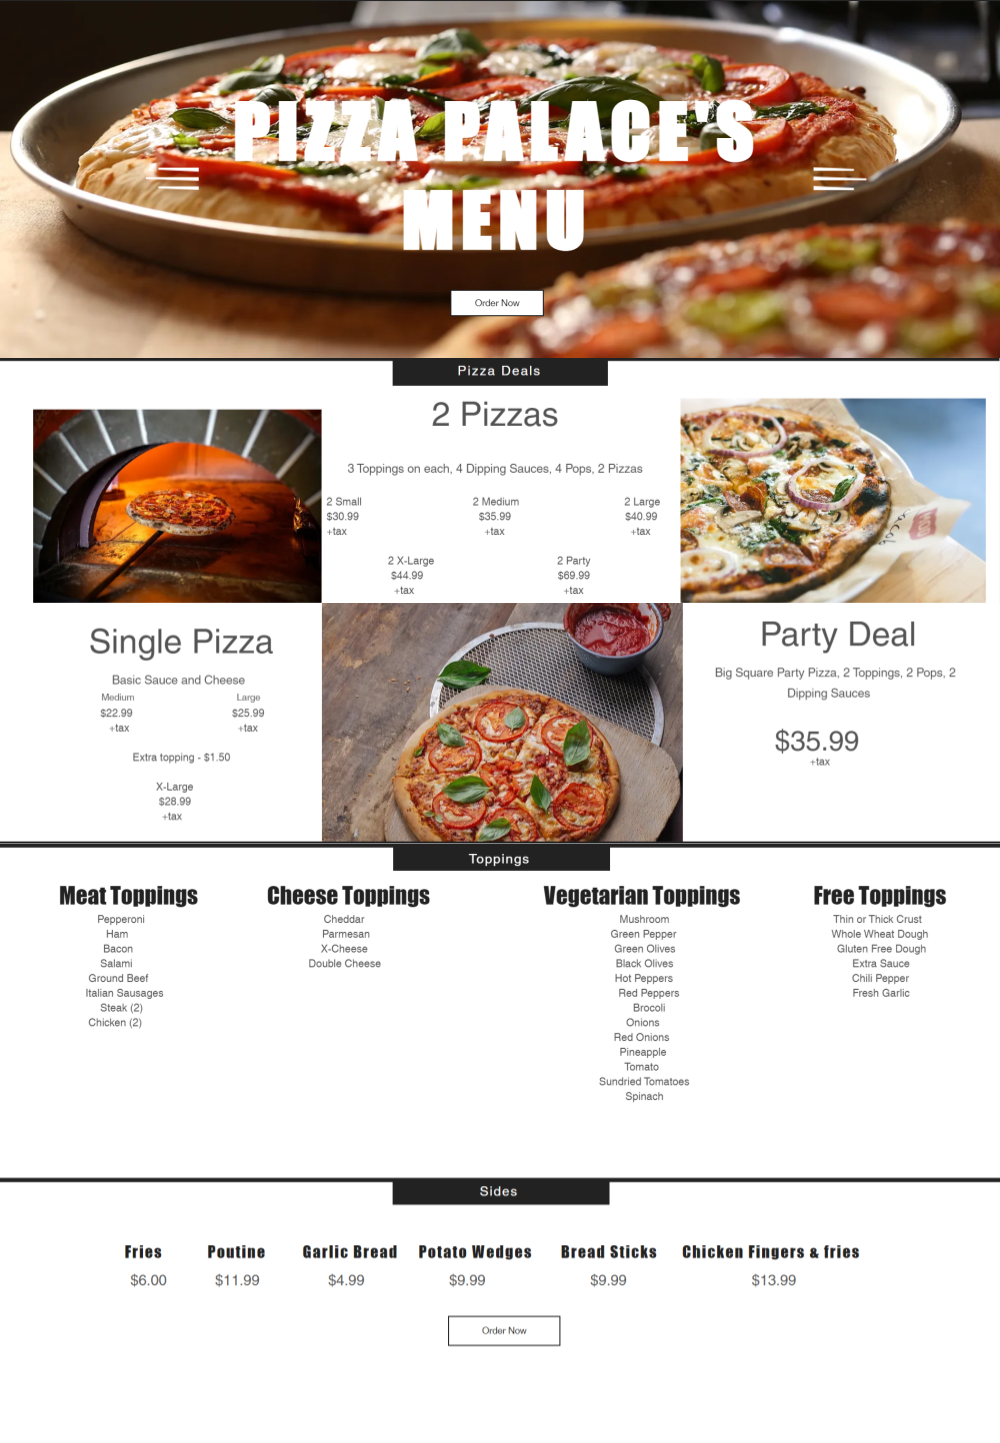 PIZZA PALACE'S
MENU
Order Now
Pizza Deals
2 Pizzas
3 Toppings on each, 4 Dipping Sauces, 4 Pops, 2 Pizzas
2 Small
$30.99
+tax
2 Medium
$35.99
+tax
2 Large
$40.99
+tax
2 X-Large
$44.99
+tax
2 Party
$69.99
+tax
Single Pizza
Basic Sauce and Cheese
Medium
$22.99
+tax
Large
$25.99
+tax
Extra topping - $1.50
X-Large
$28.99
+tax
Party Deal
Big Square Party Pizza, 2 Toppings, 2 Pops, 2
Dipping Sauces
$35.99
+tax
Toppings
Meat Toppings
Pepperoni
Ham
Bacon
Salami
Ground Beef
Italian Sausages
Steak (2)
Chicken (2)
Cheese Toppings
Cheddar
Parmesan
X-Cheese
Double Cheese
Vegetarian Toppings
Mushroom
Green Pepper
Green Olives
Black Olives
Hot Peppers
Red Peppers
Brocoli
Onions
Red Onions
Pineapple
Tomato
Sundried Tomatoes
Spinach
Free Toppings
Thin or Thick Crust
Whole Wheat Dough
Gluten Free Dough
Extra Sauce
Chili Pepper
Fresh Garlic
Sides
Fries
$6.00
Poutine
$11.99
Garlic Bread
$4.99
Potato Wedges
$9.99
Bread Sticks
$9.99
Chicken Fingers & fries
$13.99
Order Now